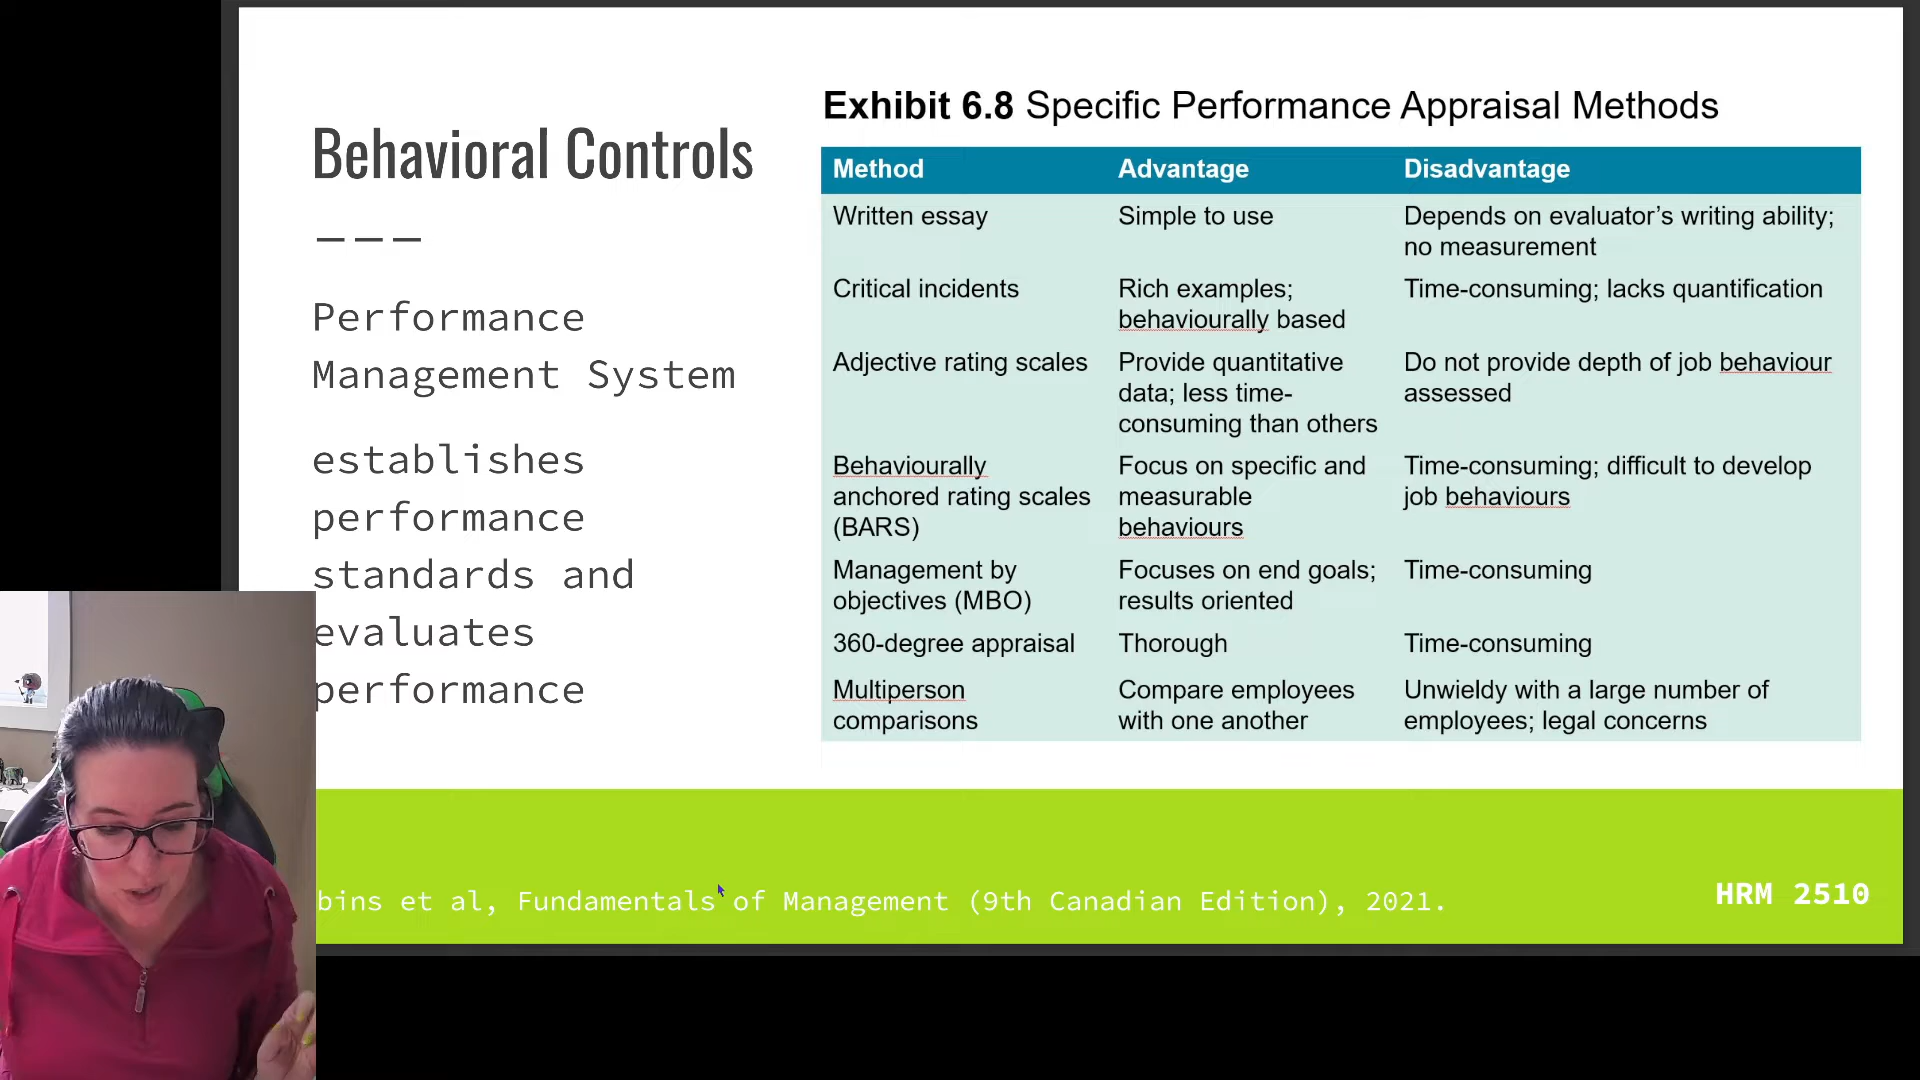 Behavioral Controls
Performance
Management System
establishes
performance
standards and
evaluates
performance
Exhibit 6.8 Specific Performance Appraisal Methods
Method Advantage Disadvantage
Written essay Simple to use Depends on evaluator’s writing ability;
no measurement
Critical incidents Rich examples; Time-consuming; lacks quantification
behaviourally based
Adjective rating scales Provide quantitative Do not provide depth of job behaviour
data; less time- assessed
consuming than others
Behaviourally Focus on specific and Time-consuming; difficult to develop
anchored rating scales measurable job behaviours
(BARS) behaviours
Management by Focuses on end goals; Time-consuming
objectives (MBO) results oriented
360-degree appraisal Thorough Time-consuming
Multiperson Compare employees Unwieldy with a large number of
comparisons with one another employees; legal concerns
bins et al, Fundamentals of Management (9th Canadian Edition), 2021.
HRM 2510